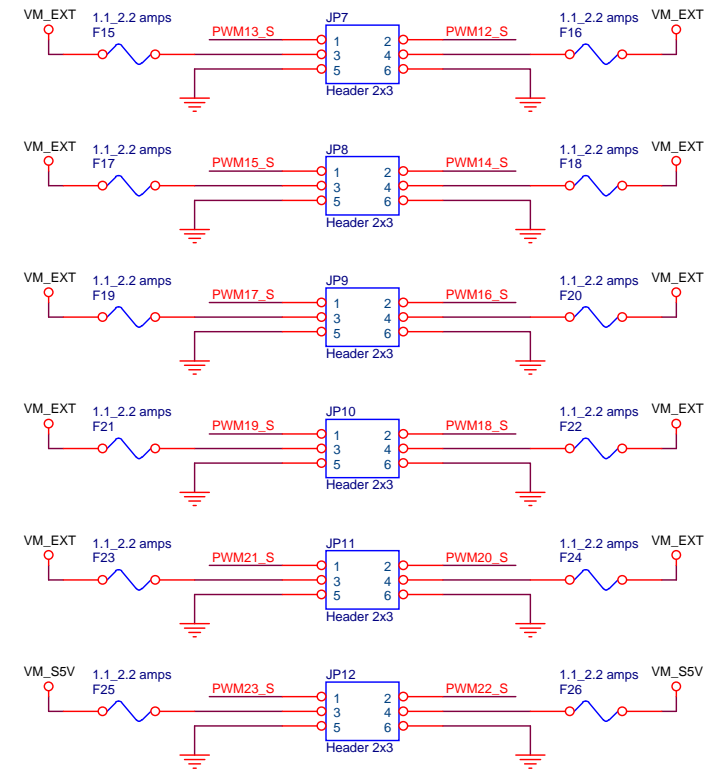 VM_EXT 1.1_2.2 amps JP7 1.1_2.2 amps VM_EXT
F15 PWM13_S PWM12_S F16
1 2
3 4
5 6
Header 2x3
VM_EXT 1.1_2.2 amps JP8 1.1_2.2 amps VM_EXT
F17 PWM15_S PWM14_S F18
1 2
3 4
5 6
Header 2x3
VM_EXT 1.1_2.2 amps JP9 1.1_2.2 amps VM_EXT
F19 PWM17_S PWM16_S F20
1 2
3 4
5 6
Header 2x3
VM_EXT 1.1_2.2 amps JP10 1.1_2.2 amps VM_EXT
F21 PWM19_S PWM18_S F22
1 2
3 4
5 6
Header 2x3
VM_EXT 1.1_2.2 amps JP11 1.1_2.2 amps VM_EXT
F23 PWM21_S PWM20_S F24
1 2
3 4
5 6
Header 2x3
VM_S5V 1.1_2.2 amps JP12 1.1_2.2 amps VM_S5V
F25 PWM23_S PWM22_S F26
1 2
3 4
5 6
Header 2x3